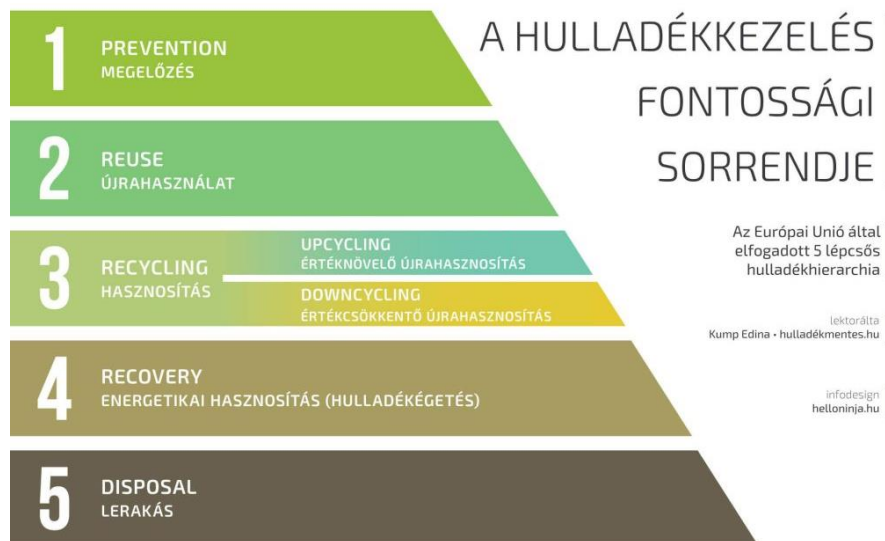 A HULLADÉKKEZELÉS
FONTOSSÁGI
SORRENDJE
Az Európai Unió által
elfogadott 5 lépcsős
hulladékhierarchia
lektorálta
Kump Edina • hulladékmentes.hu
infodesign
helloninja.hu
1
PREVENTION
MEGELŐZÉS
2
REUSE
ÚJRAHASZNÁLAT
3
RECYCLING
HASZNOSÍTÁS
UPCYCLING
ÉRTÉKNÖVELŐ ÚJRAHASZNOSÍTÁS
DOWNCYCLING
ÉRTÉKCSÖKKENTŐ ÚJRAHASZNOSÍTÁS
4
RECOVERY
ENERGETIKAI HASZNOSÍTÁS (HULLADÉKÉGETÉS)
5
DISPOSAL
LERAKÁS